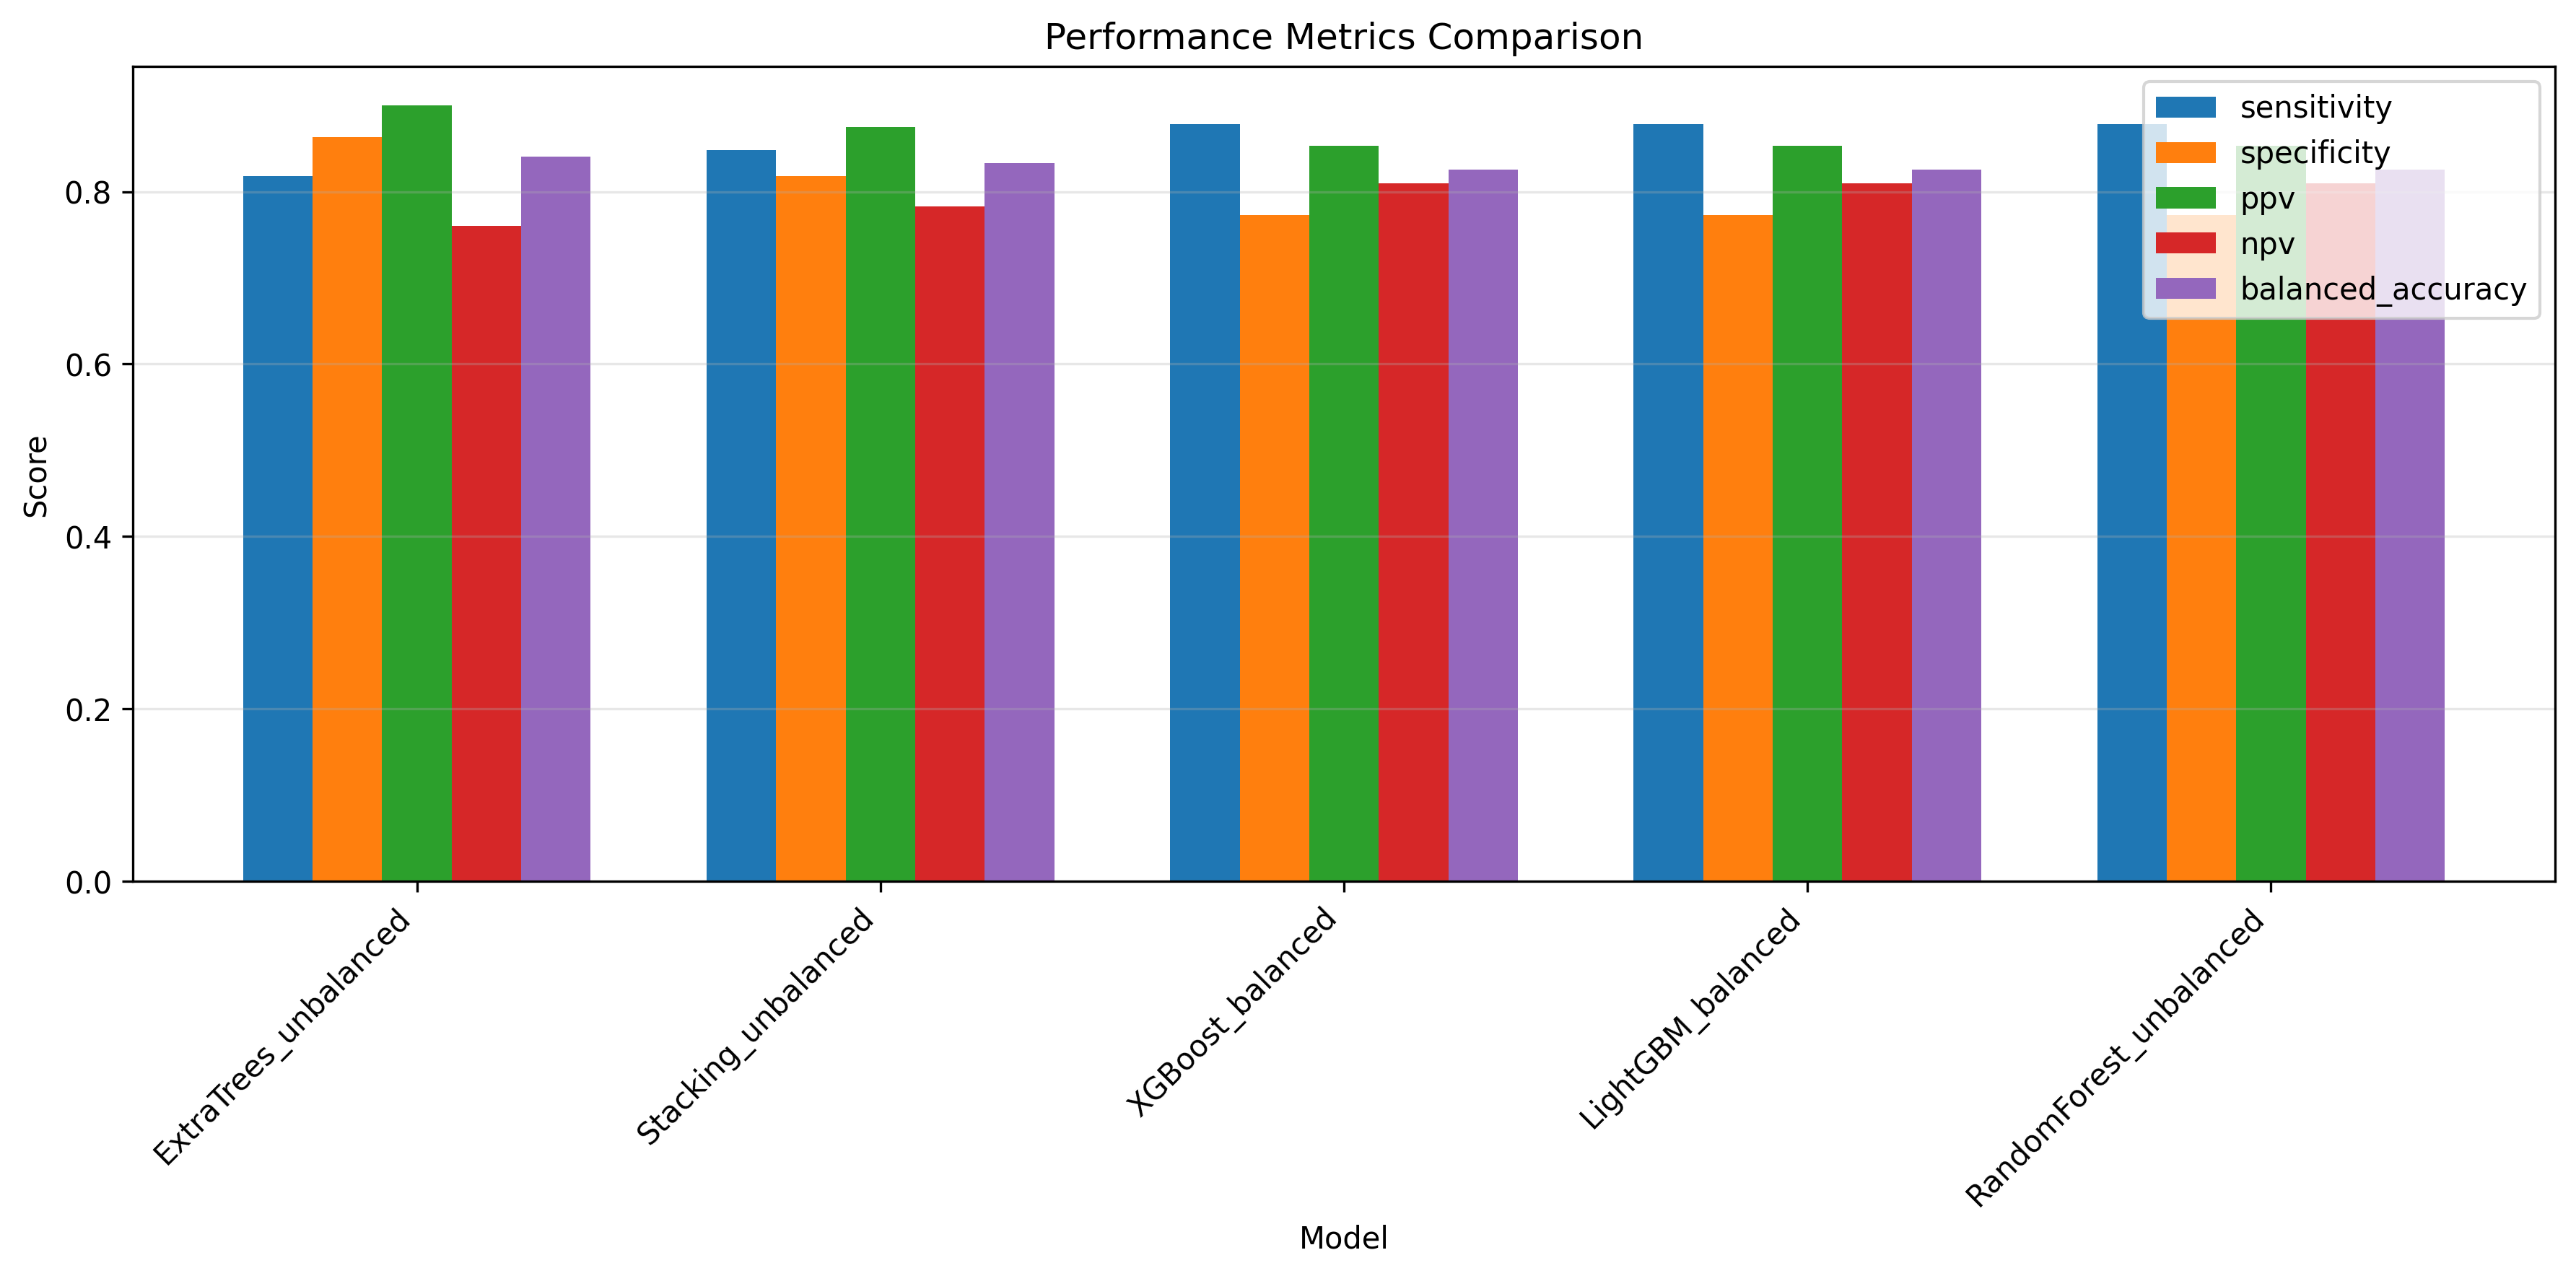 Performance Metrics Comparison
sensitivity
specificity
ppv
npv
balanced_accuracy
Score
0.8
0.6
0.4
0.2
0.0
ExtraTrees_unbalanced
Stacking_unbalanced
XGBoost_balanced
LightGBM_balanced
RandomForest_unbalanced
Model